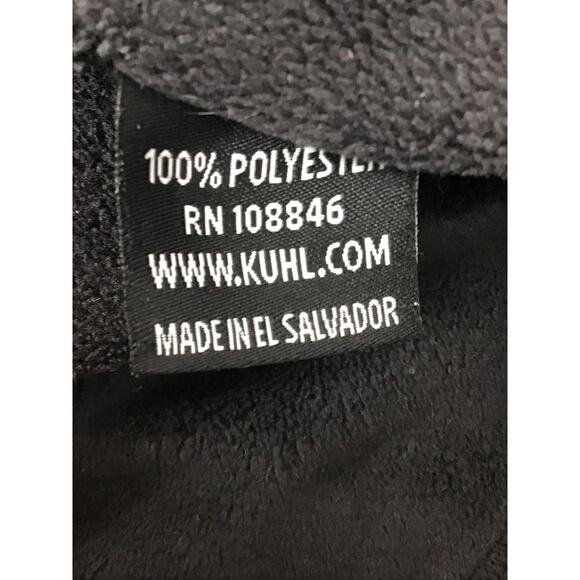 100% POLYESTER
RN 108846
WWW.KUHL.COM
MADE IN EL SALVADOR